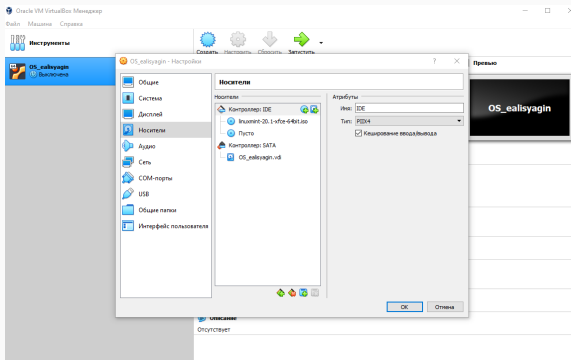 Oracle VM VirtualBox Менеджер
Файл Машина Справка
Инструменты
Создать Настроить Сбросить Запустить
OS_ealisyagin
Выключена
Превью
OS_ealisyagin
OS_ealisyagin - Настройки
Общие
Система
Дисплей
Носители
Аудио
Сеть
COM-порты
USB
Общие папки
Интерфейс пользователя
Носители
Носители
Контроллер: IDE
linuxmint-20.1-xfce-64bit.iso
Пусто
Контроллер: SATA
OS_ealisyagin.vdi
Атрибуты
Имя: IDE
Тип: PIIX4
Кеширование ввода/вывода
OK Отмена
Описание
Отсутствует